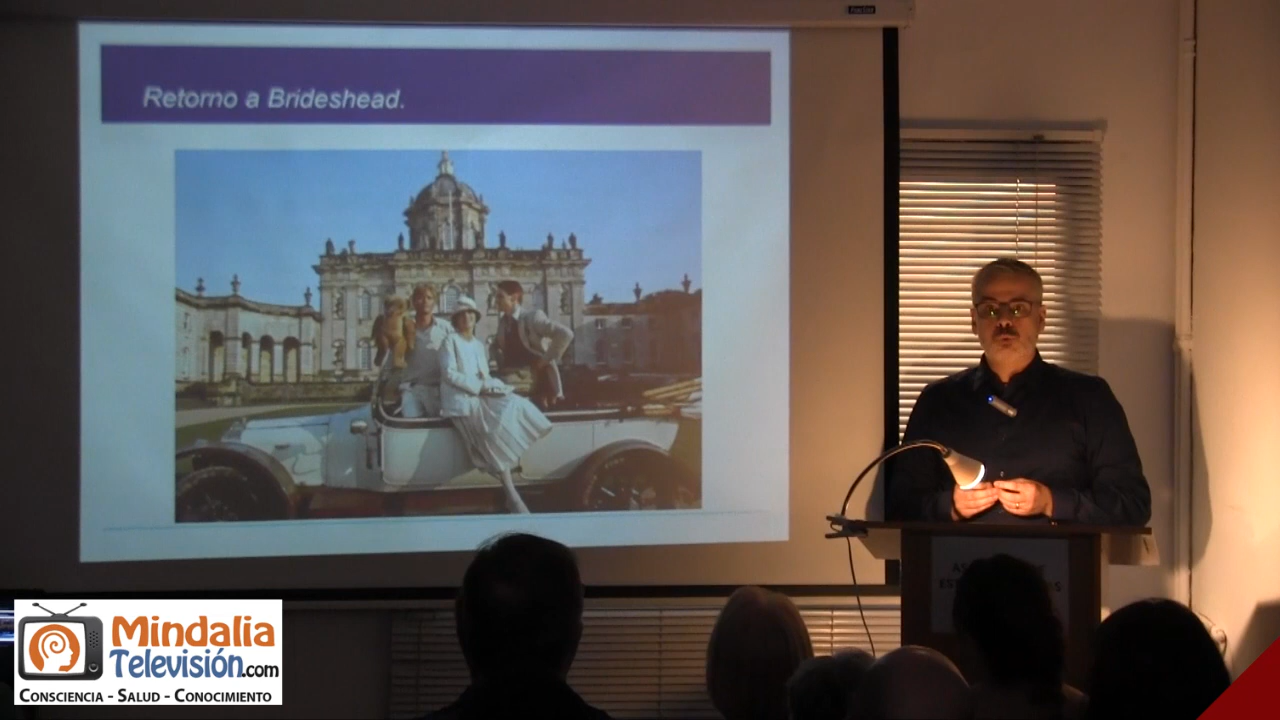 Retorno a Brideshead.
Mindalia
Televisión.com
CONSCIENCIA - SALUD - CONOCIMIENTO